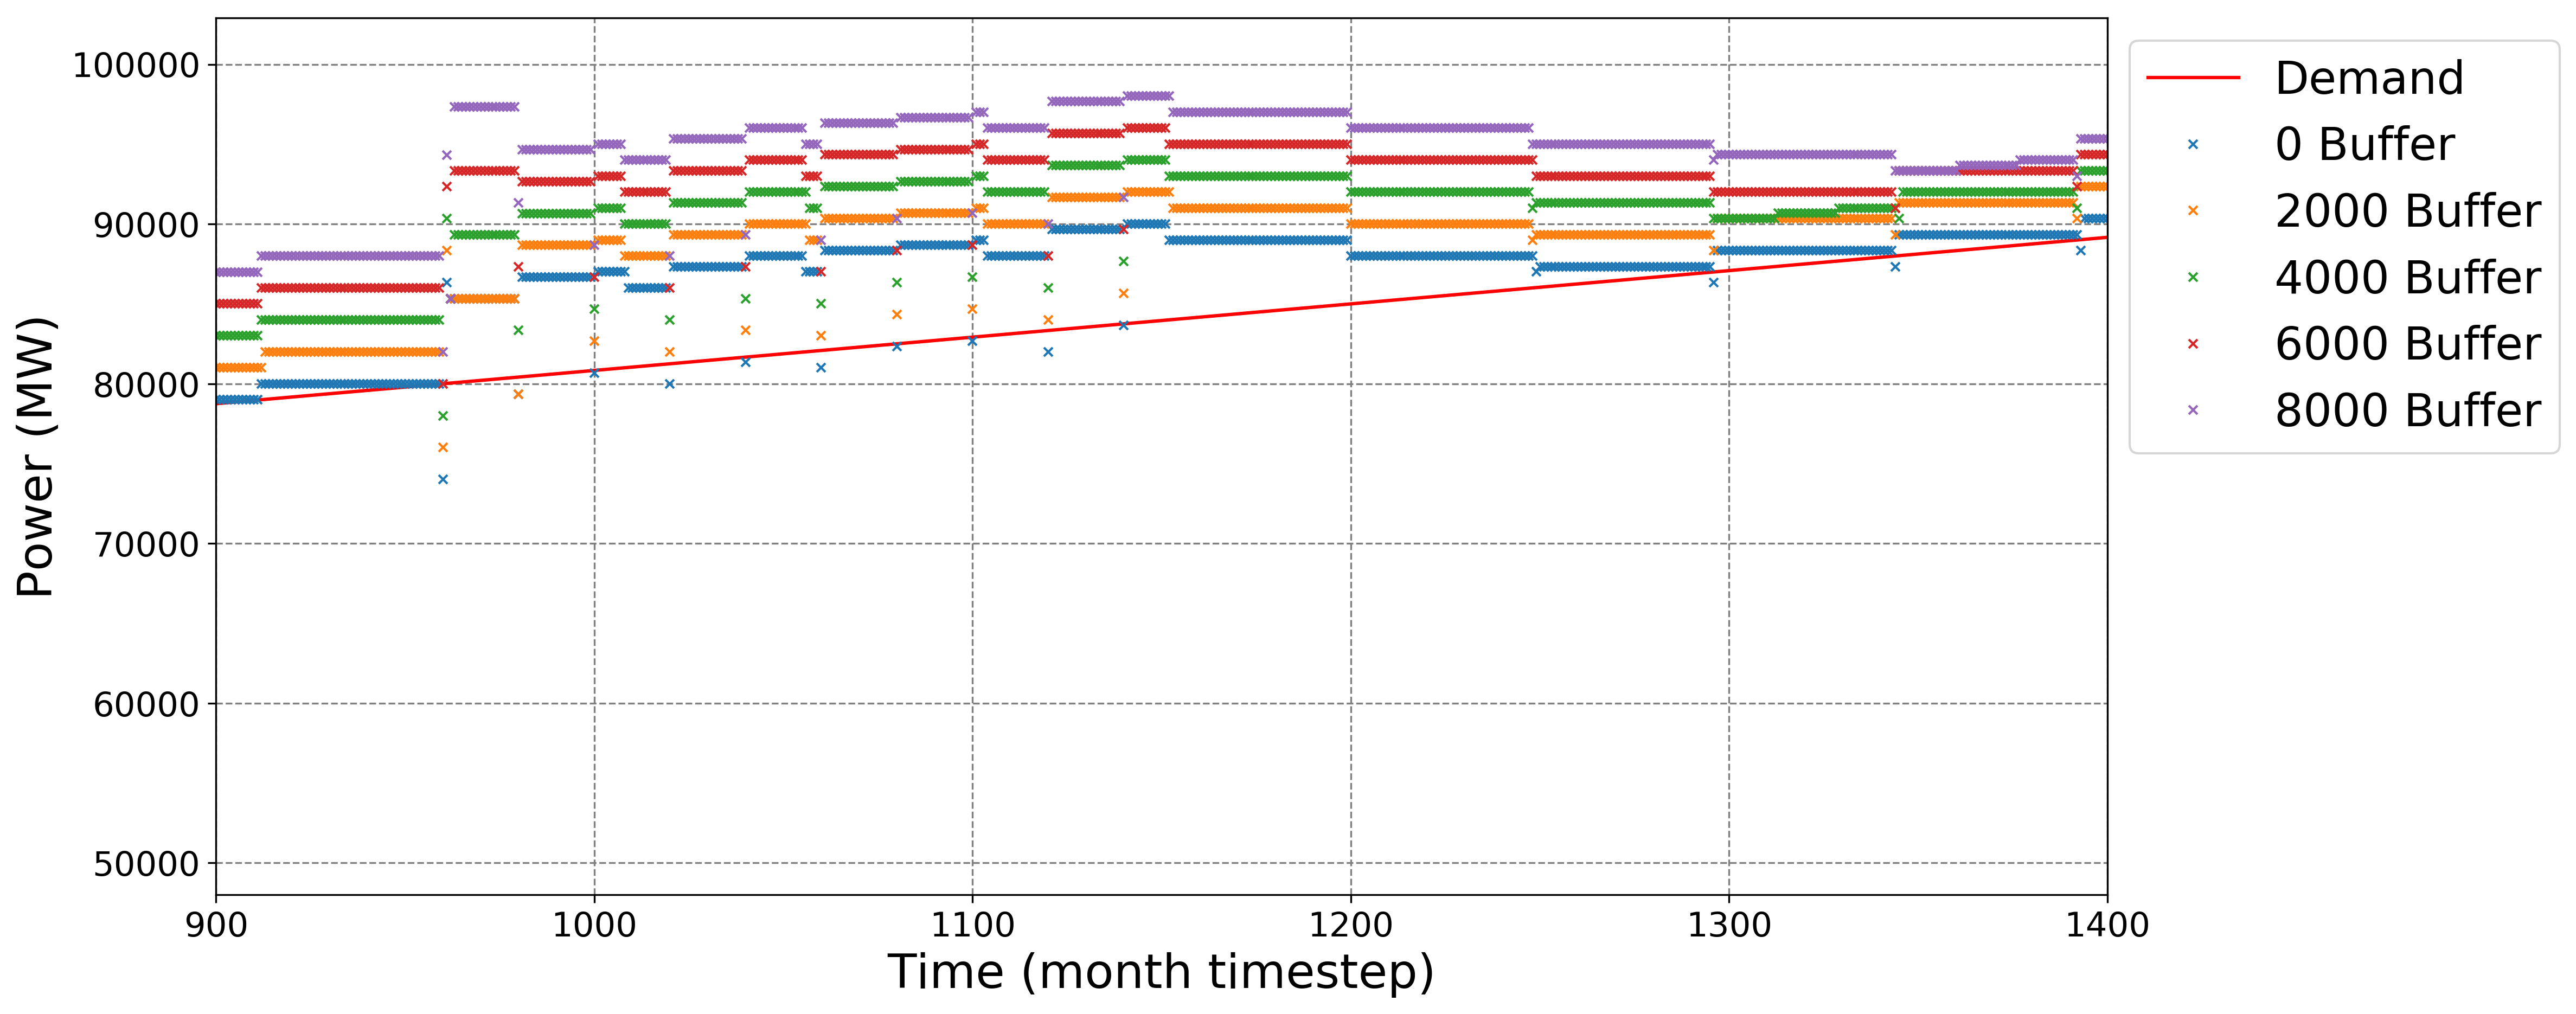 100000
90000
80000
70000
60000
50000
Power (MW)
900
1000
1100
1200
1300
1400
Time (month timestep)
Demand
0 Buffer
2000 Buffer
4000 Buffer
6000 Buffer
8000 Buffer